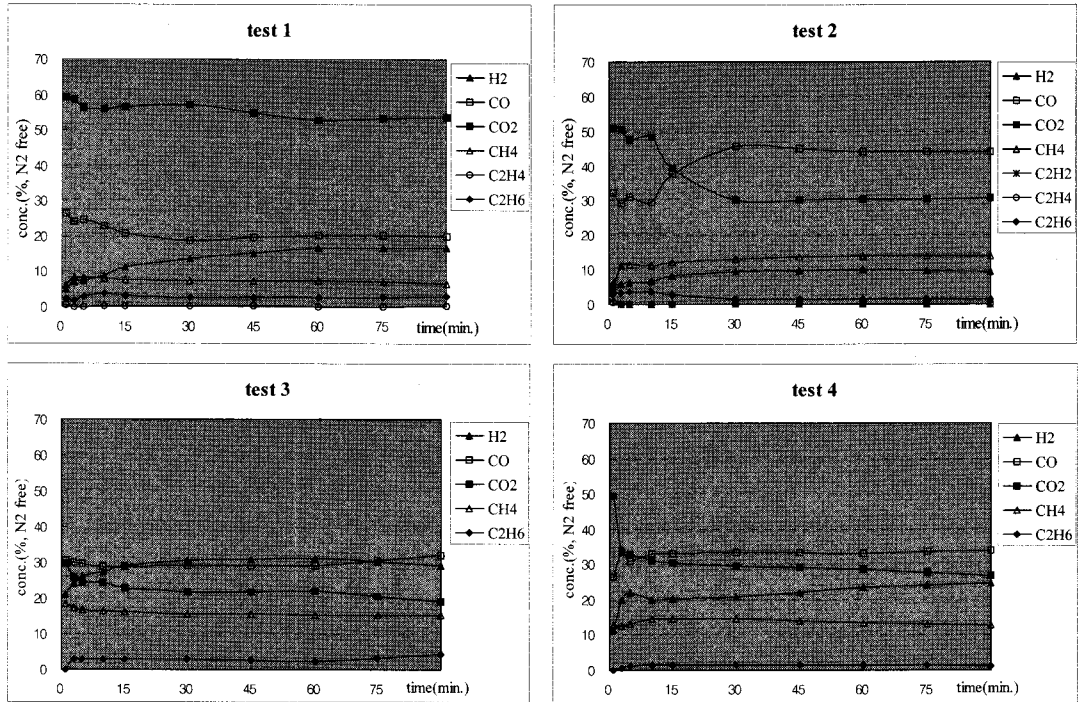 test 1
70
60
50
40
30
20
10
0
conc.(%, N2 free)
0 15 30 45 60 75 time(min.)
H2
CO
CO2
CH4
C2H4
C2H6
test 2
70
60
50
40
30
20
10
0
conc.(%, N2 free)
0 15 30 45 60 75 time(min.)
H2
CO
CO2
CH4
C2H2
C2H4
C2H6
test 3
70
60
50
40
30
20
10
0
conc.(%, N2 free)
0 15 30 45 60 75 time(min.)
H2
CO
CO2
CH4
C2H6
test 4
70
60
50
40
30
20
10
0
conc.(%, N2 free)
0 15 30 45 60 75 time(min.)
H2
CO
CO2
CH4
C2H6